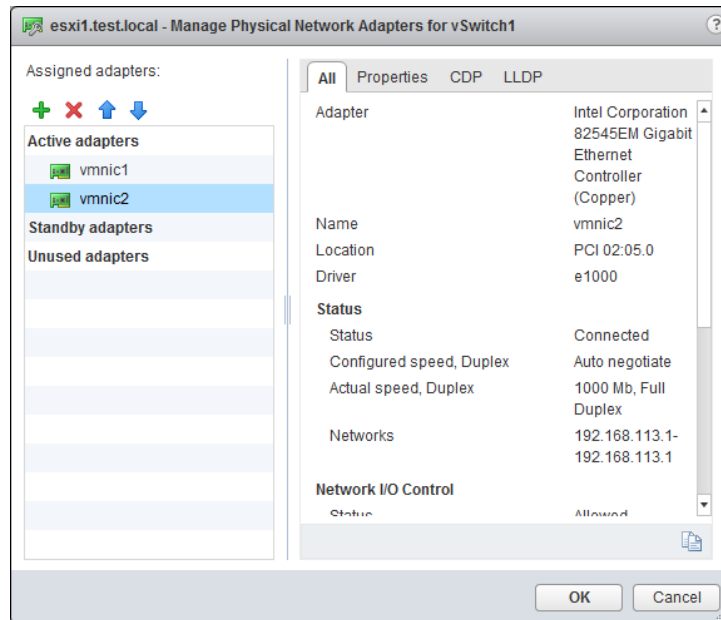 esxi1.test.local - Manage Physical Network Adapters for vSwitch1
?
Assigned adapters:
Active adapters
vmnic1
vmnic2
Standby adapters
Unused adapters
All Properties CDP LLDP
Adapter Intel Corporation
82545EM Gigabit
Ethernet
Controller
(Copper)
Name vmnic2
Location PCI 02:05.0
Driver e1000
Status
Status Connected
Configured speed, Duplex Auto negotiate
Actual speed, Duplex 1000 Mb, Full
Duplex
Networks 192.168.113.1-
192.168.113.1
Network I/O Control
Status Allowed
OK Cancel